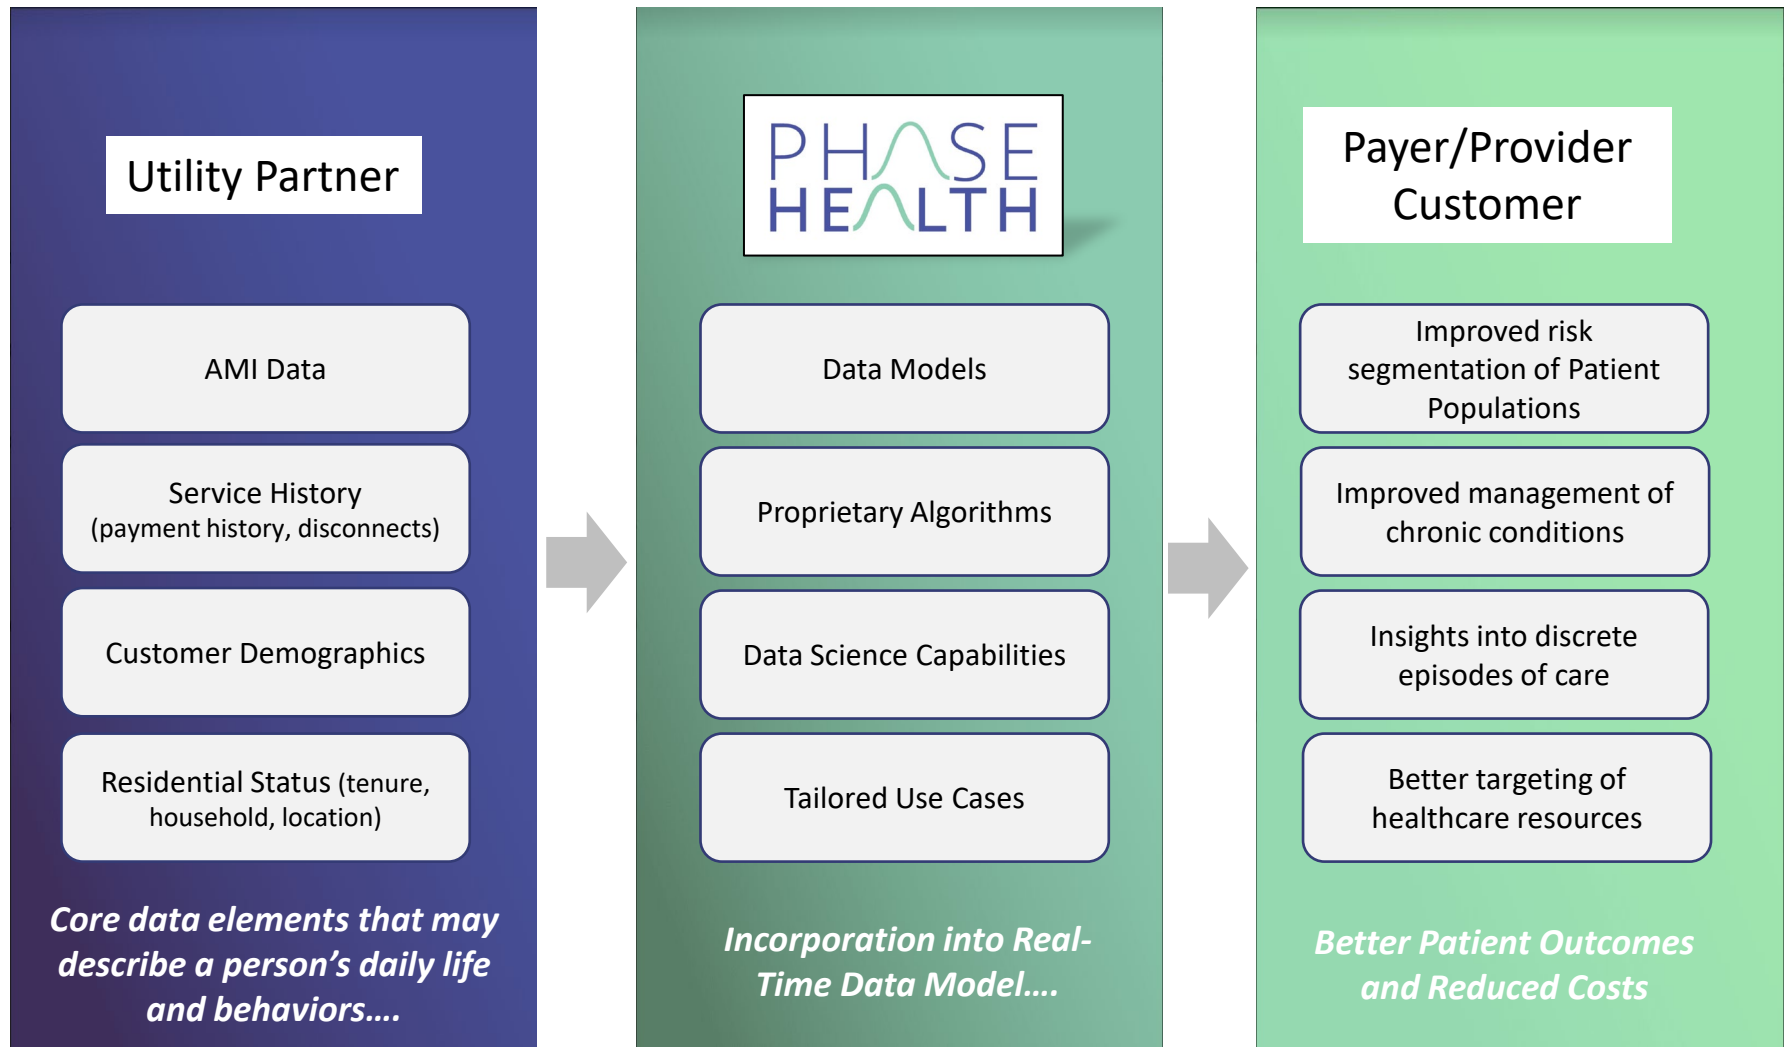 Utility Partner
AMI Data
Service History
(payment history, disconnects)
Customer Demographics
Residential Status (tenure,
household, location)
Core data elements that may
describe a person’s daily life
and behaviors....
PHASE
HEALTH
Data Models
Proprietary Algorithms
Data Science Capabilities
Tailored Use Cases
Incorporation into Real-
Time Data Model....
Payer/Provider
Customer
Improved risk
segmentation of Patient
Populations
Improved management of
chronic conditions
Insights into discrete
episodes of care
Better targeting of
healthcare resources
Better Patient Outcomes
and Reduced Costs